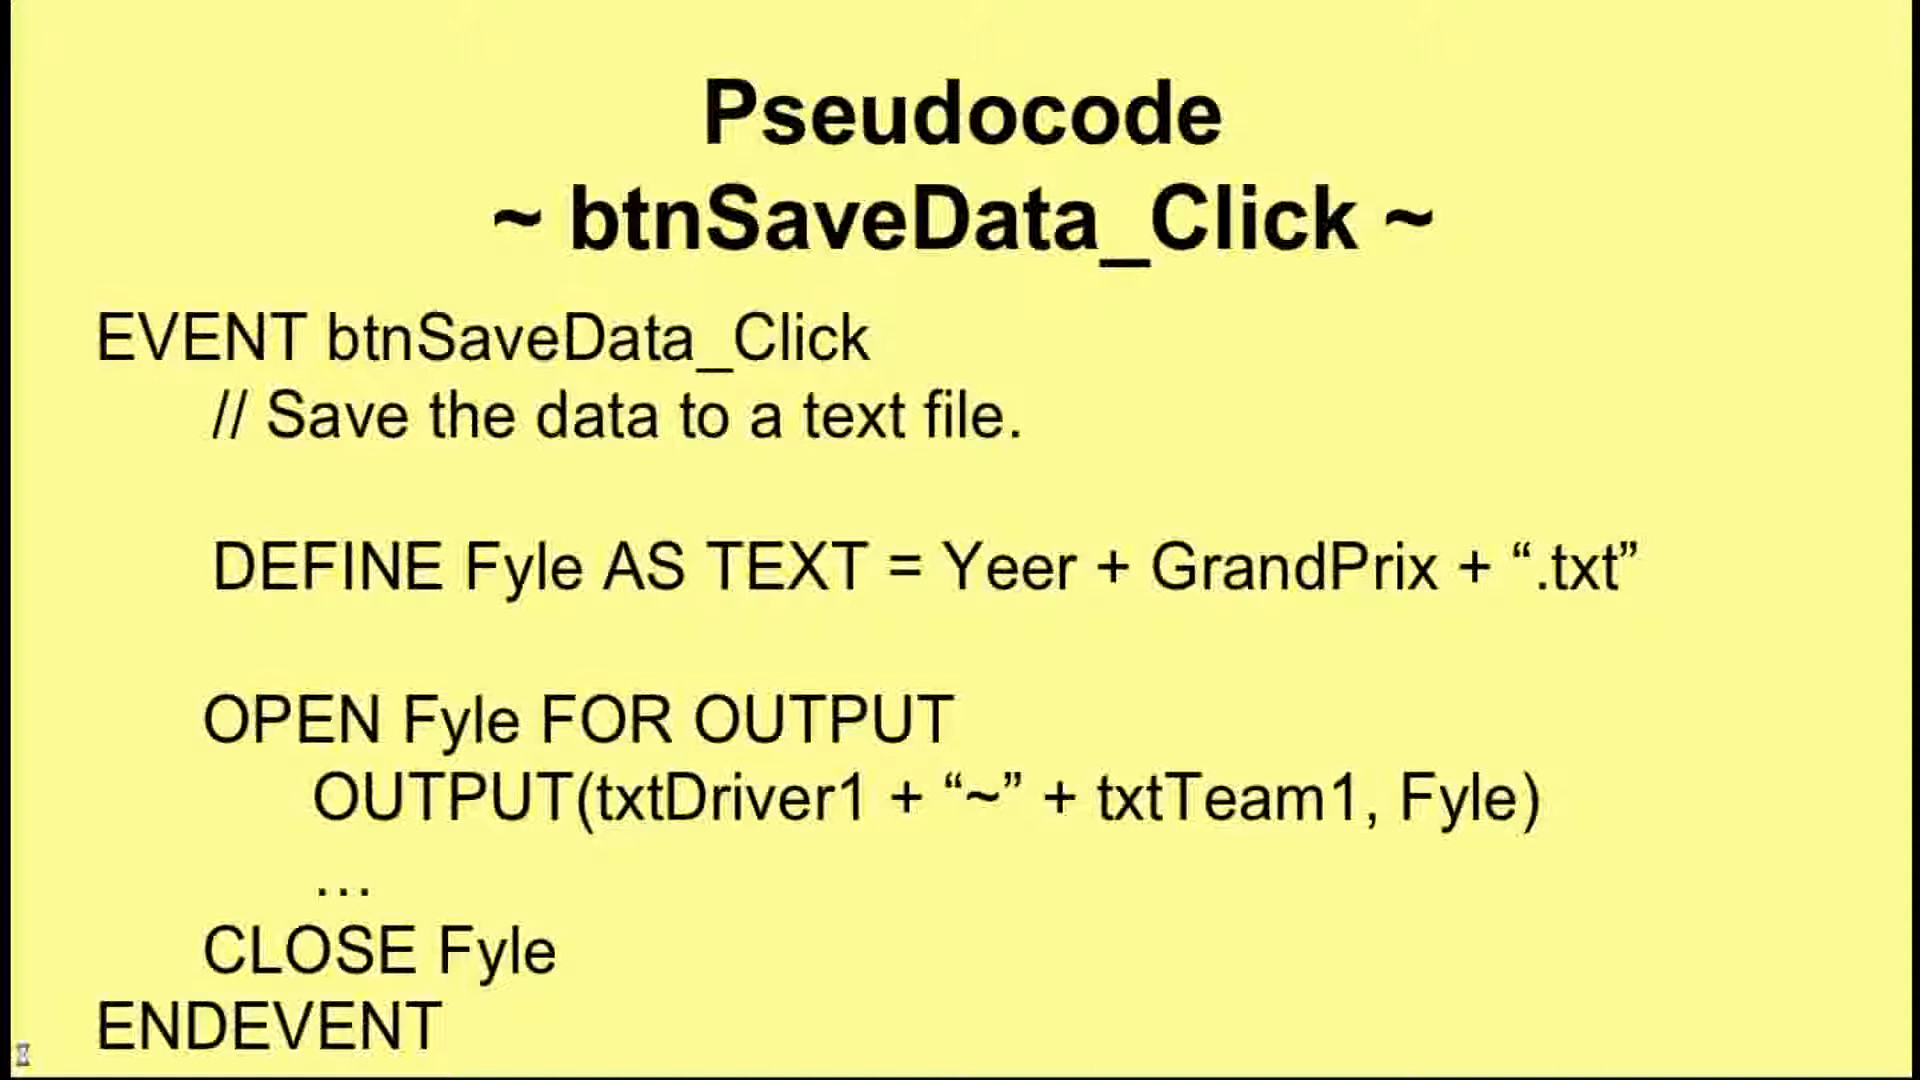 Pseudocode
~ btnSaveData_Click ~
EVENT btnSaveData_Click
// Save the data to a text file.
DEFINE Fyle AS TEXT = Yeer + GrandPrix + “.txt”
OPEN Fyle FOR OUTPUT
OUTPUT(txtDriver1 + “~” + txtTeam1, Fyle)
…
CLOSE Fyle
ENDEVENT